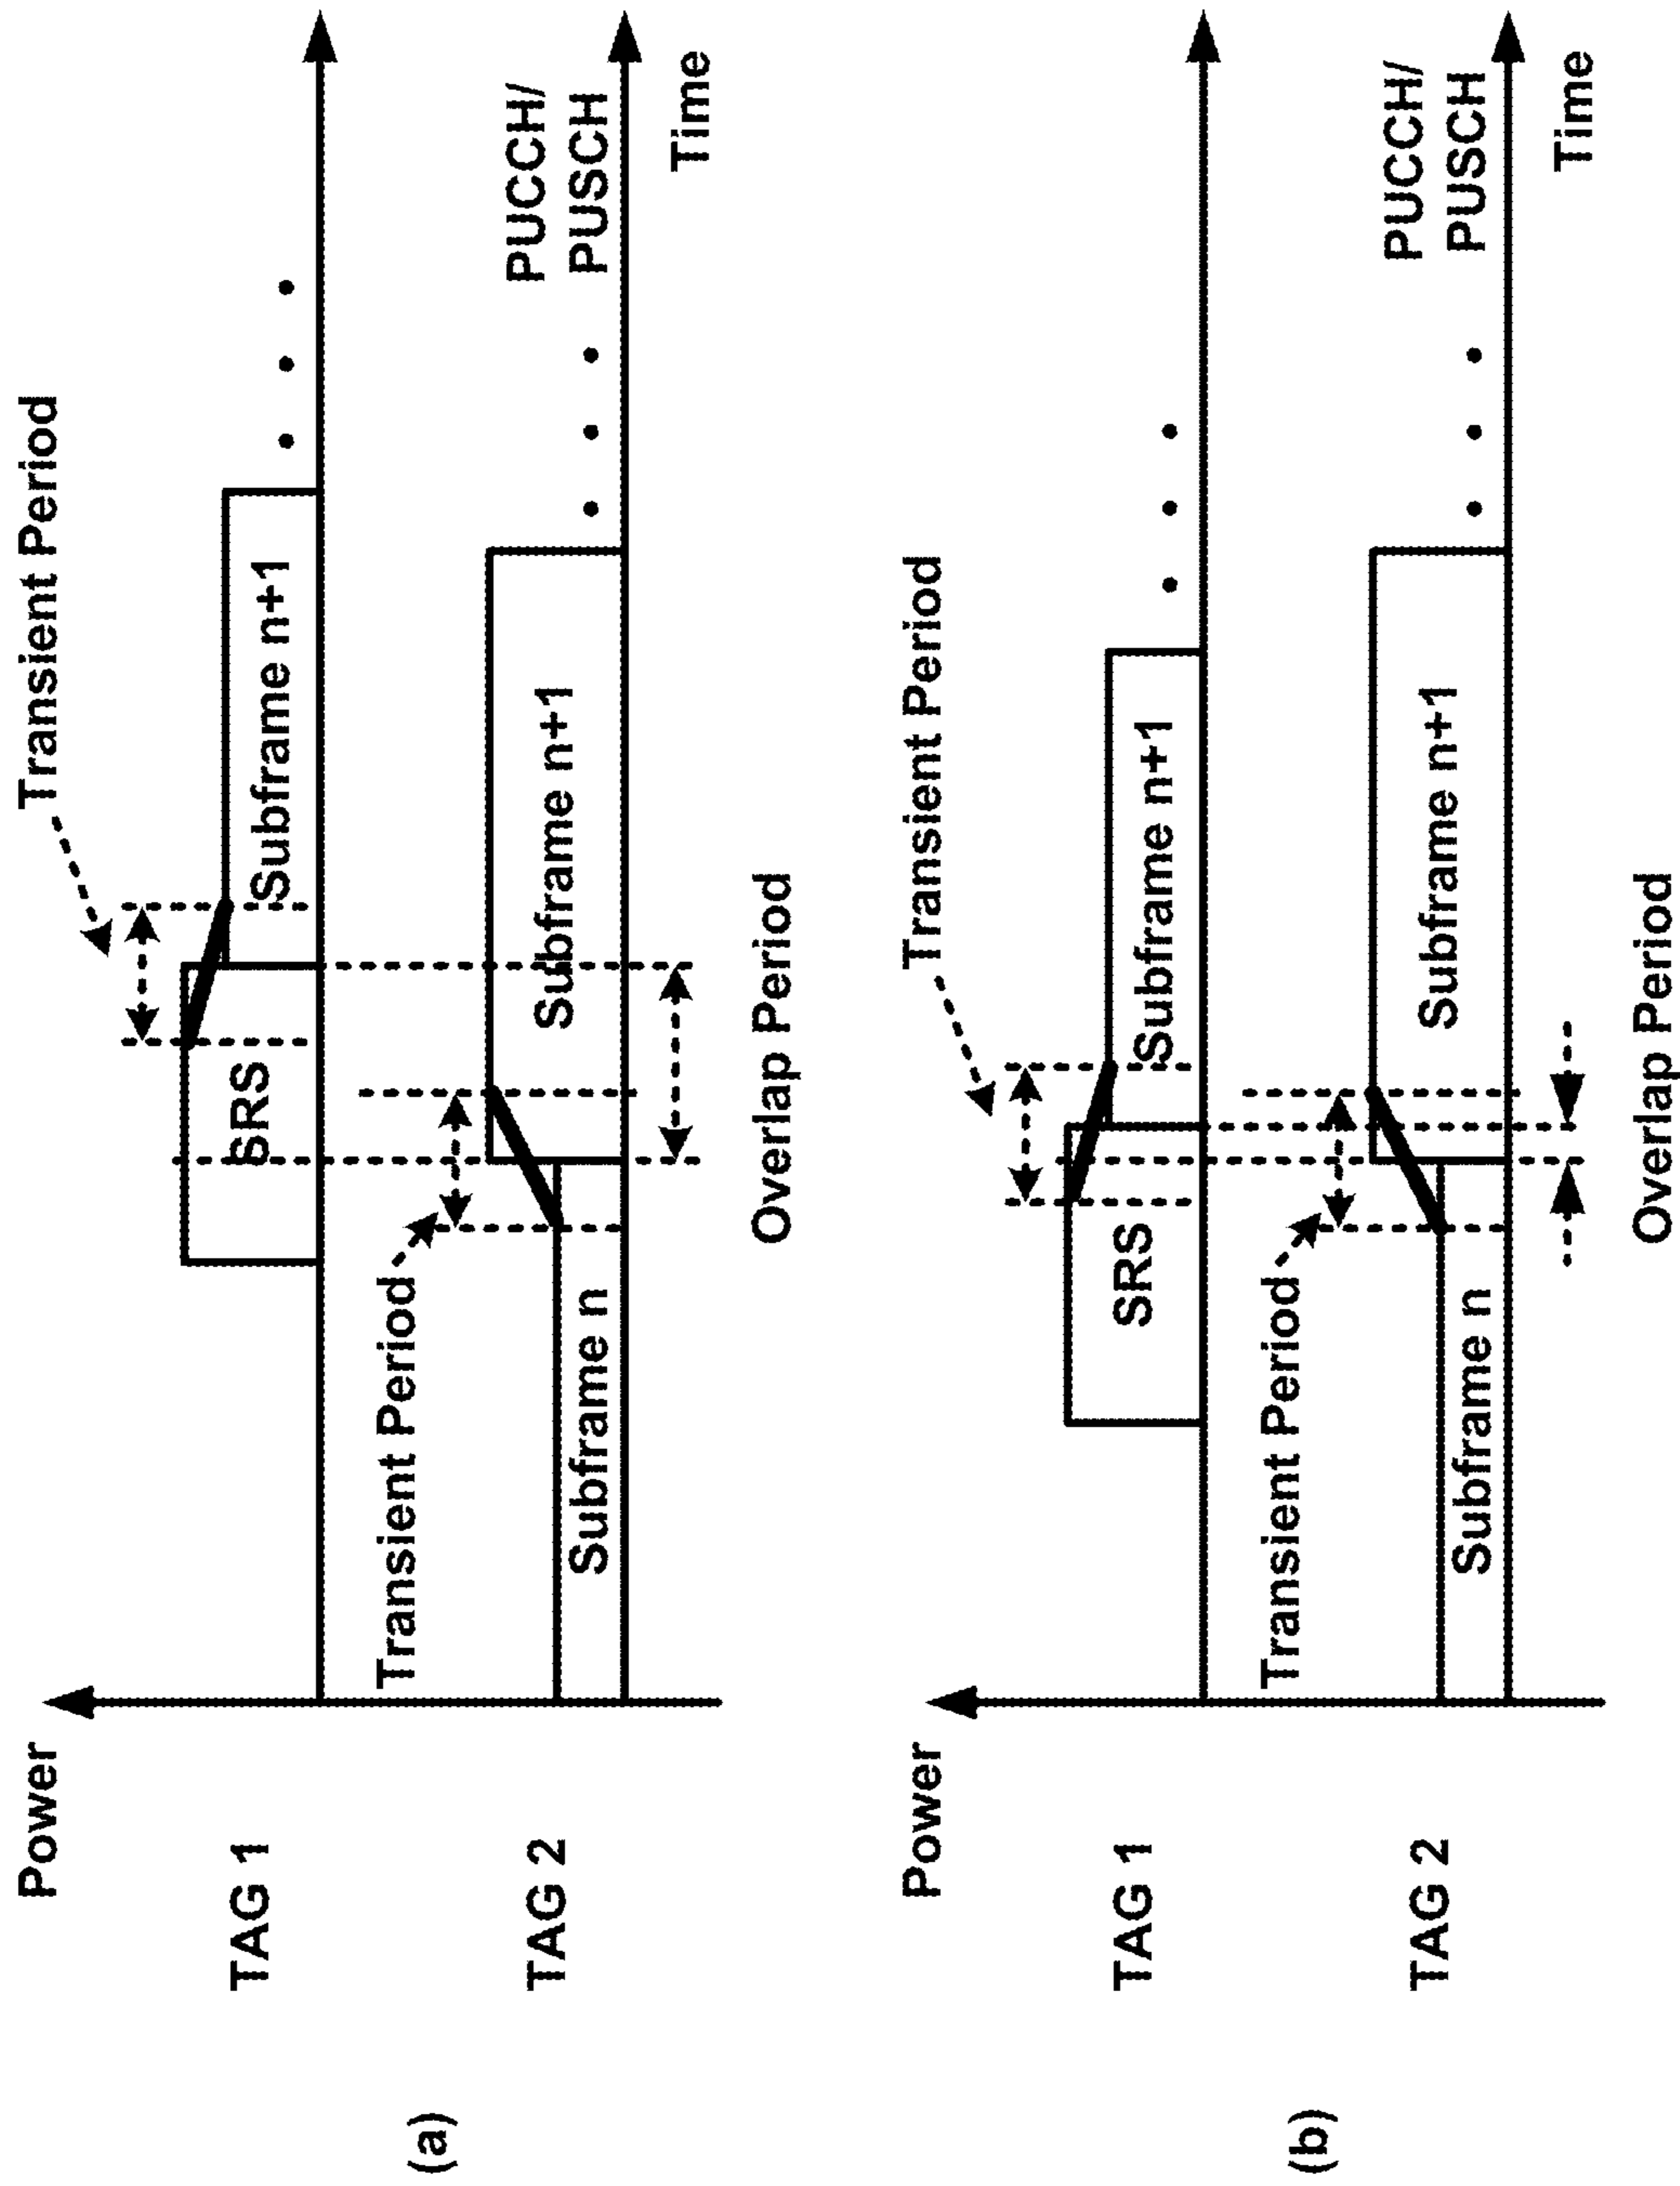 Power
Transient Period
TAG 1
SRS
Subframe n+1
(a)
Transient Period
PUCCH/
PUSCH
TAG 2
Subframe n
Subframe n+1
Time
Overlap Period
Power
Transient Period
TAG 1
SRS
Subframe n+1
(b)
Transient Period
PUCCH/
PUSCH
TAG 2
Subframe n
Subframe n+1
Time
Overlap Period